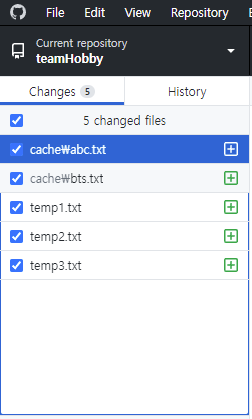 File Edit View Repository
Current repository
teamHobby
Changes 5 History
5 changed files
cache₩abc.txt
cache₩bts.txt
temp1.txt
temp2.txt
temp3.txt